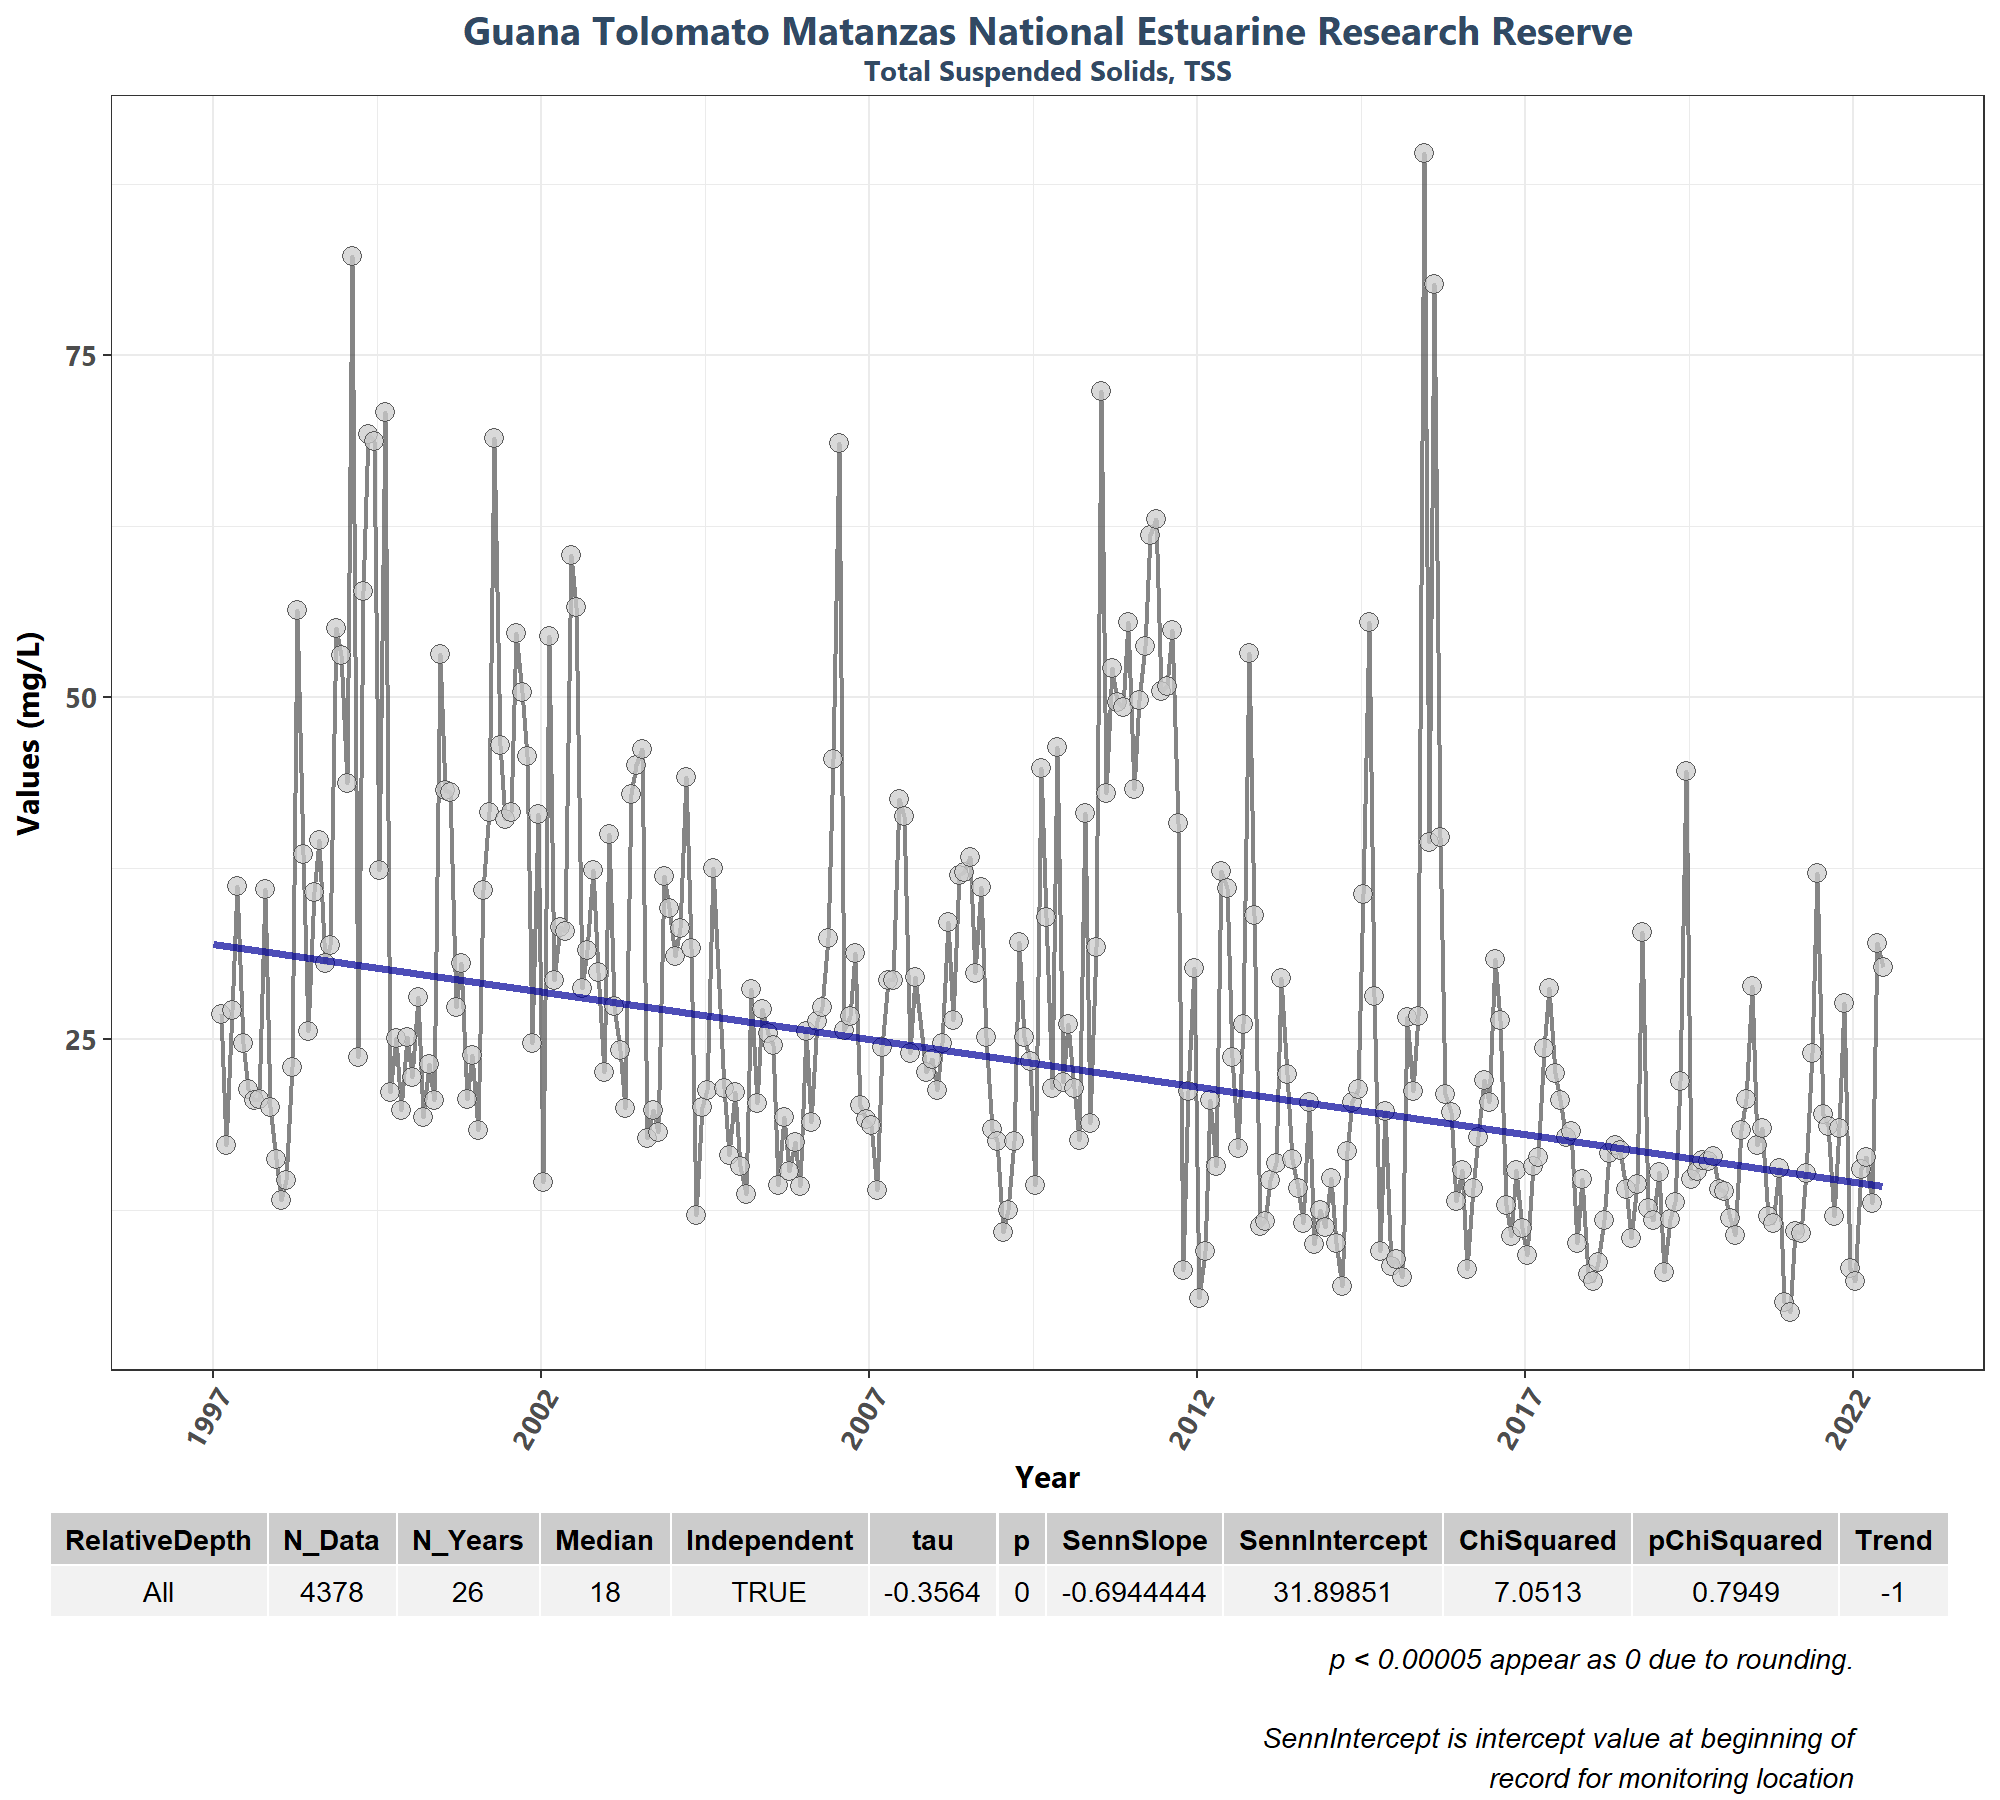 Guana Tolomato Matanzas National Estuarine Research Reserve
Total Suspended Solids, TSS
Values (mg/L)
75
50
25
1997
2002
2007
2012
2017
2022
Year
RelativeDepth N_Data N_Years Median Independent tau p SennSlope SennIntercept ChiSquared pChiSquared Trend
All 4378 26 18 TRUE -0.3564 0 -0.6944444 31.89851 7.0513 0.7949 -1
p < 0.00005 appear as 0 due to rounding.
SennIntercept is intercept value at beginning of
record for monitoring location